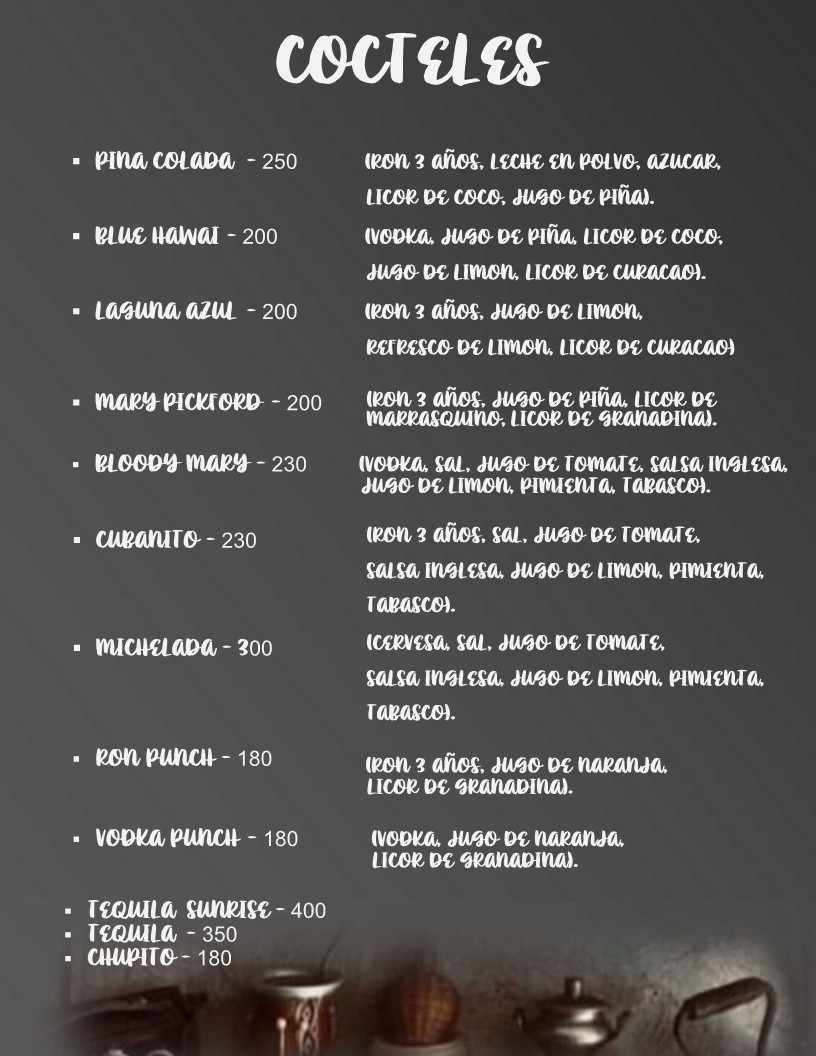 COCTELES
▪ PINA COLADA - 250 (RON 3 AÑOS, LECHE EN POLVO, AZUCAR,
LICOR DE COCO, JUGO DE PIÑA).
▪ BLUE HAWAI - 200 (VODKA, JUGO DE PIÑA, LICOR DE COCO,
JUGO DE LIMON, LICOR DE CURACAO).
▪ LAGUNA AZUL - 200 (RON 3 AÑOS, JUGO DE LIMON,
REFRESCO DE LIMON, LICOR DE CURACAO)
▪ MARY PICKFORD - 200 (RON 3 AÑOS, JUGO DE PIÑA, LICOR DE
MARRASQUINO, LICOR DE GRANADINA).
▪ BLOODY MARY - 230 (VODKA, SAL, JUGO DE TOMATE, SALSA INGLESA,
JUGO DE LIMON, PIMIENTA, TABASCO).
▪ CUBANITO - 230 (RON 3 AÑOS, SAL, JUGO DE TOMATE,
SALSA INGLESA, JUGO DE LIMON, PIMIENTA,
TABASCO).
▪ MICHELADA - 300 (CERVESA, SAL, JUGO DE TOMATE,
SALSA INGLESA, JUGO DE LIMON, PIMIENTA,
TABASCO).
▪ RON PUNCH - 180 (RON 3 AÑOS, JUGO DE NARANJA,
LICOR DE GRANADINA).
▪ VODKA PUNCH - 180 (VODKA, JUGO DE NARANJA,
LICOR DE GRANADINA).
▪ TEQUILA SUNRISE - 400
▪ TEQUILA - 350
▪ CHUPITO - 180